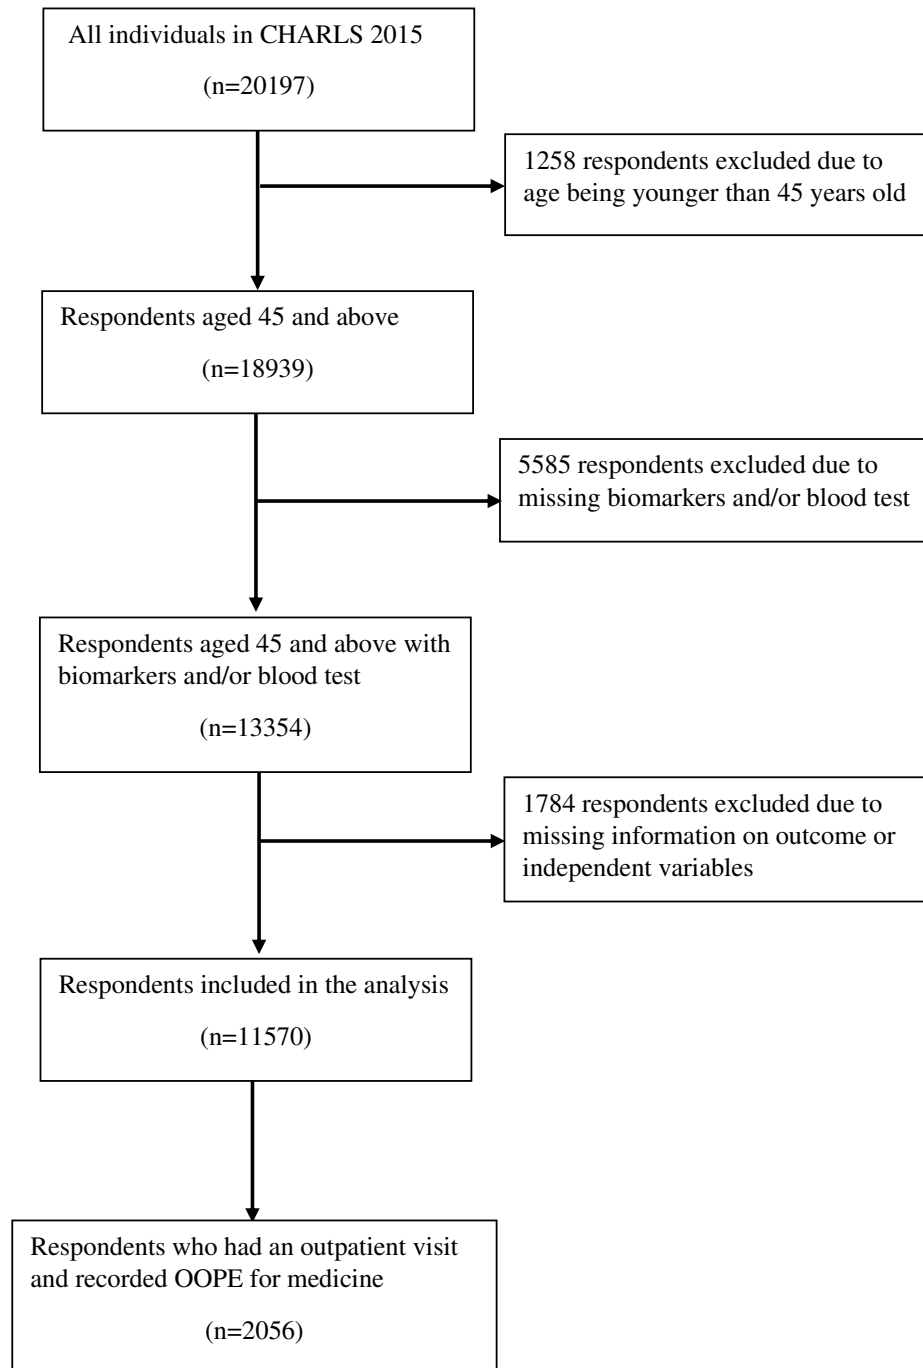 All individuals in CHARLS 2015
(n=20197)
1258 respondents excluded due to
age being younger than 45 years old
Respondents aged 45 and above
(n=18939)
5585 respondents excluded due to
missing biomarkers and/or blood test
Respondents aged 45 and above with
biomarkers and/or blood test
(n=13354)
1784 respondents excluded due to
missing information on outcome or
independent variables
Respondents included in the analysis
(n=11570)
Respondents who had an outpatient visit
and recorded OOPE for medicine
(n=2056)